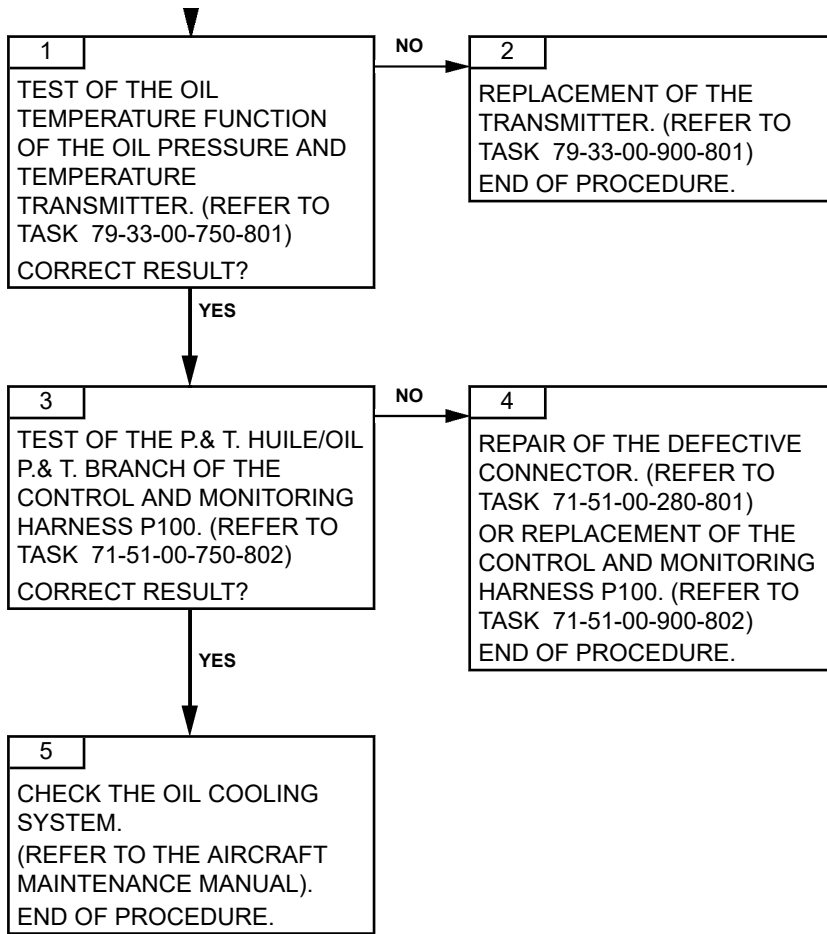 1
TEST OF THE OIL
TEMPERATURE FUNCTION
OF THE OIL PRESSURE AND
TEMPERATURE
TRANSMITTER. (REFER TO
TASK  79-33-00-750-801)
CORRECT RESULT?
NO
2
REPLACEMENT OF THE
TRANSMITTER. (REFER TO
TASK  79-33-00-900-801)
END OF PROCEDURE.
YES
3
TEST OF THE P.& T. HUILE/OIL
P.& T. BRANCH OF THE
CONTROL AND MONITORING
HARNESS P100. (REFER TO
TASK  71-51-00-750-802)
CORRECT RESULT?
NO
4
REPAIR OF THE DEFECTIVE
CONNECTOR. (REFER TO
TASK  71-51-00-280-801)
OR REPLACEMENT OF THE
CONTROL AND MONITORING
HARNESS P100. (REFER TO
TASK  71-51-00-900-802)
END OF PROCEDURE.
YES
5
CHECK THE OIL COOLING
SYSTEM.
(REFER TO THE AIRCRAFT
MAINTENANCE MANUAL).
END OF PROCEDURE.